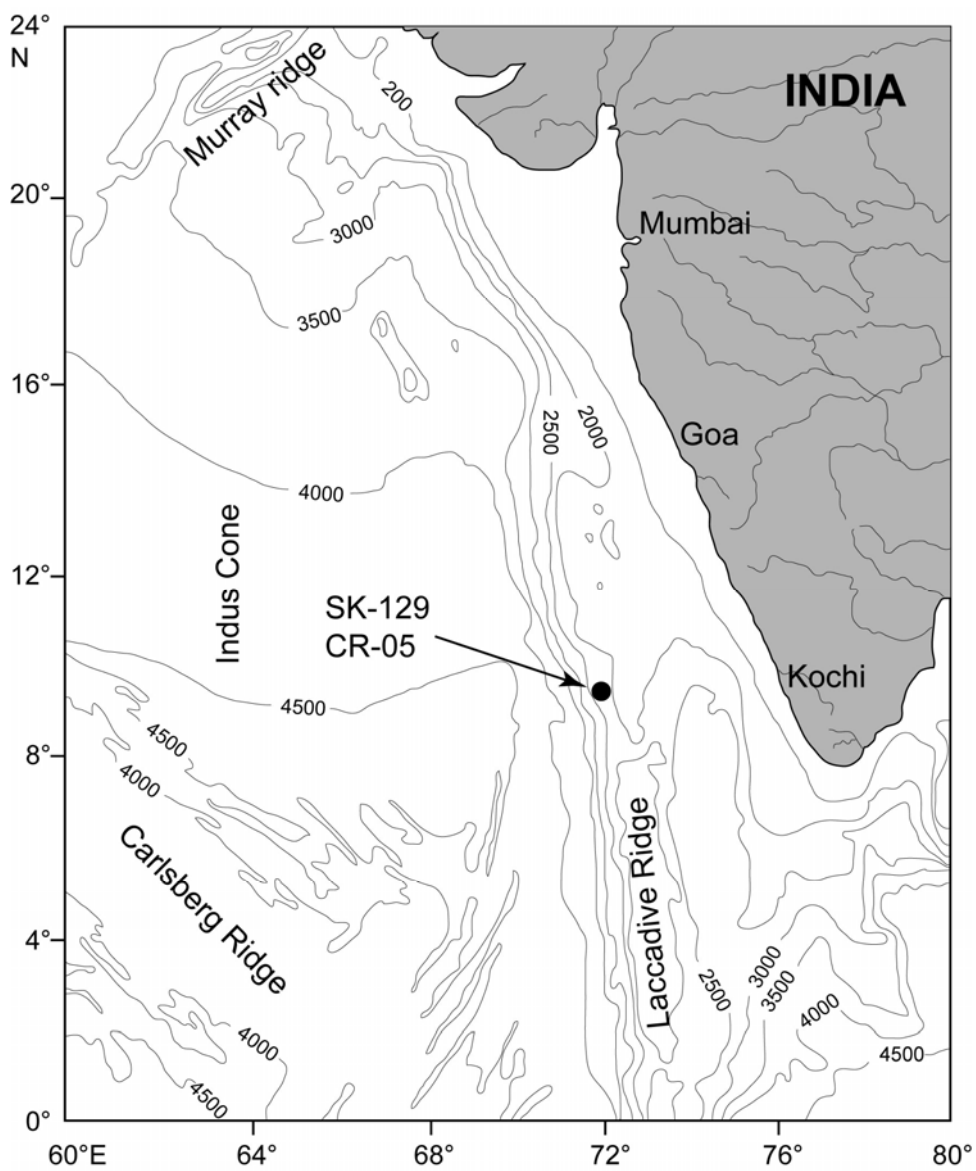 24°
N
Murray ridge
200
INDIA
20°
3000
Mumbai
3500
16°
2500
2000
Goa
4000
Indus Cone
12°
SK-129
CR-05
Kochi
4500
4500
8°
4000
Carlsberg Ridge
Laccadive Ridge
4°
2500
3000
3500
4000
4000
4500
4500
0°
60°E
64°
68°
72°
76°
80°